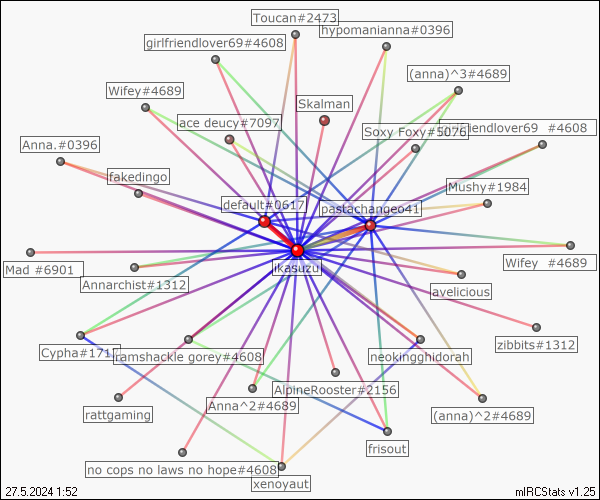 Toucan#2473
hypomanianna#0396
girlfriendlover69#4608
(anna)^3#4689
Wifey#4689
Skalman
ace deucy#7097
Soxy Foxy#5076
#4608
Anna.#0396
fakedingo
Mushy#1984
default#0617
pastachangeo41
ikasuzu
Wifey #4689
Mad #6901
Annarchist#1312
avelicious
zibbits#1312
Cypha#171
ramshackle gorey#4608
neokingghidorah
AlpineRooster#2156
rattgaming
Anna^2#4689
(anna)^2#4689
frisout
no cops no laws no hope#4608
xenoyaut
27.5.2024 1:52
mIRCStats v1.25